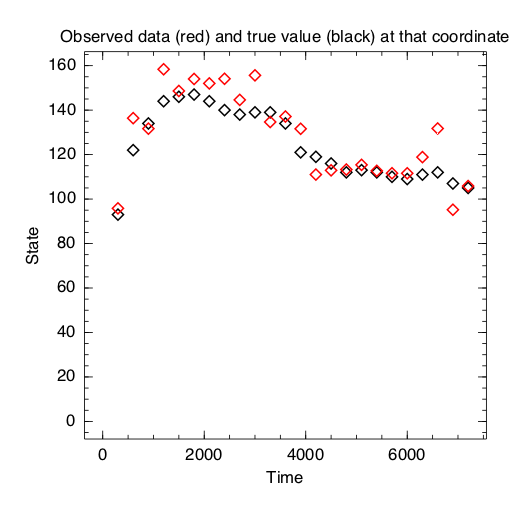 Observed data (red) and true value (black) at that coordinate
160
140
120
100
80
60
40
20
0
State
0 2000 4000 6000
Time